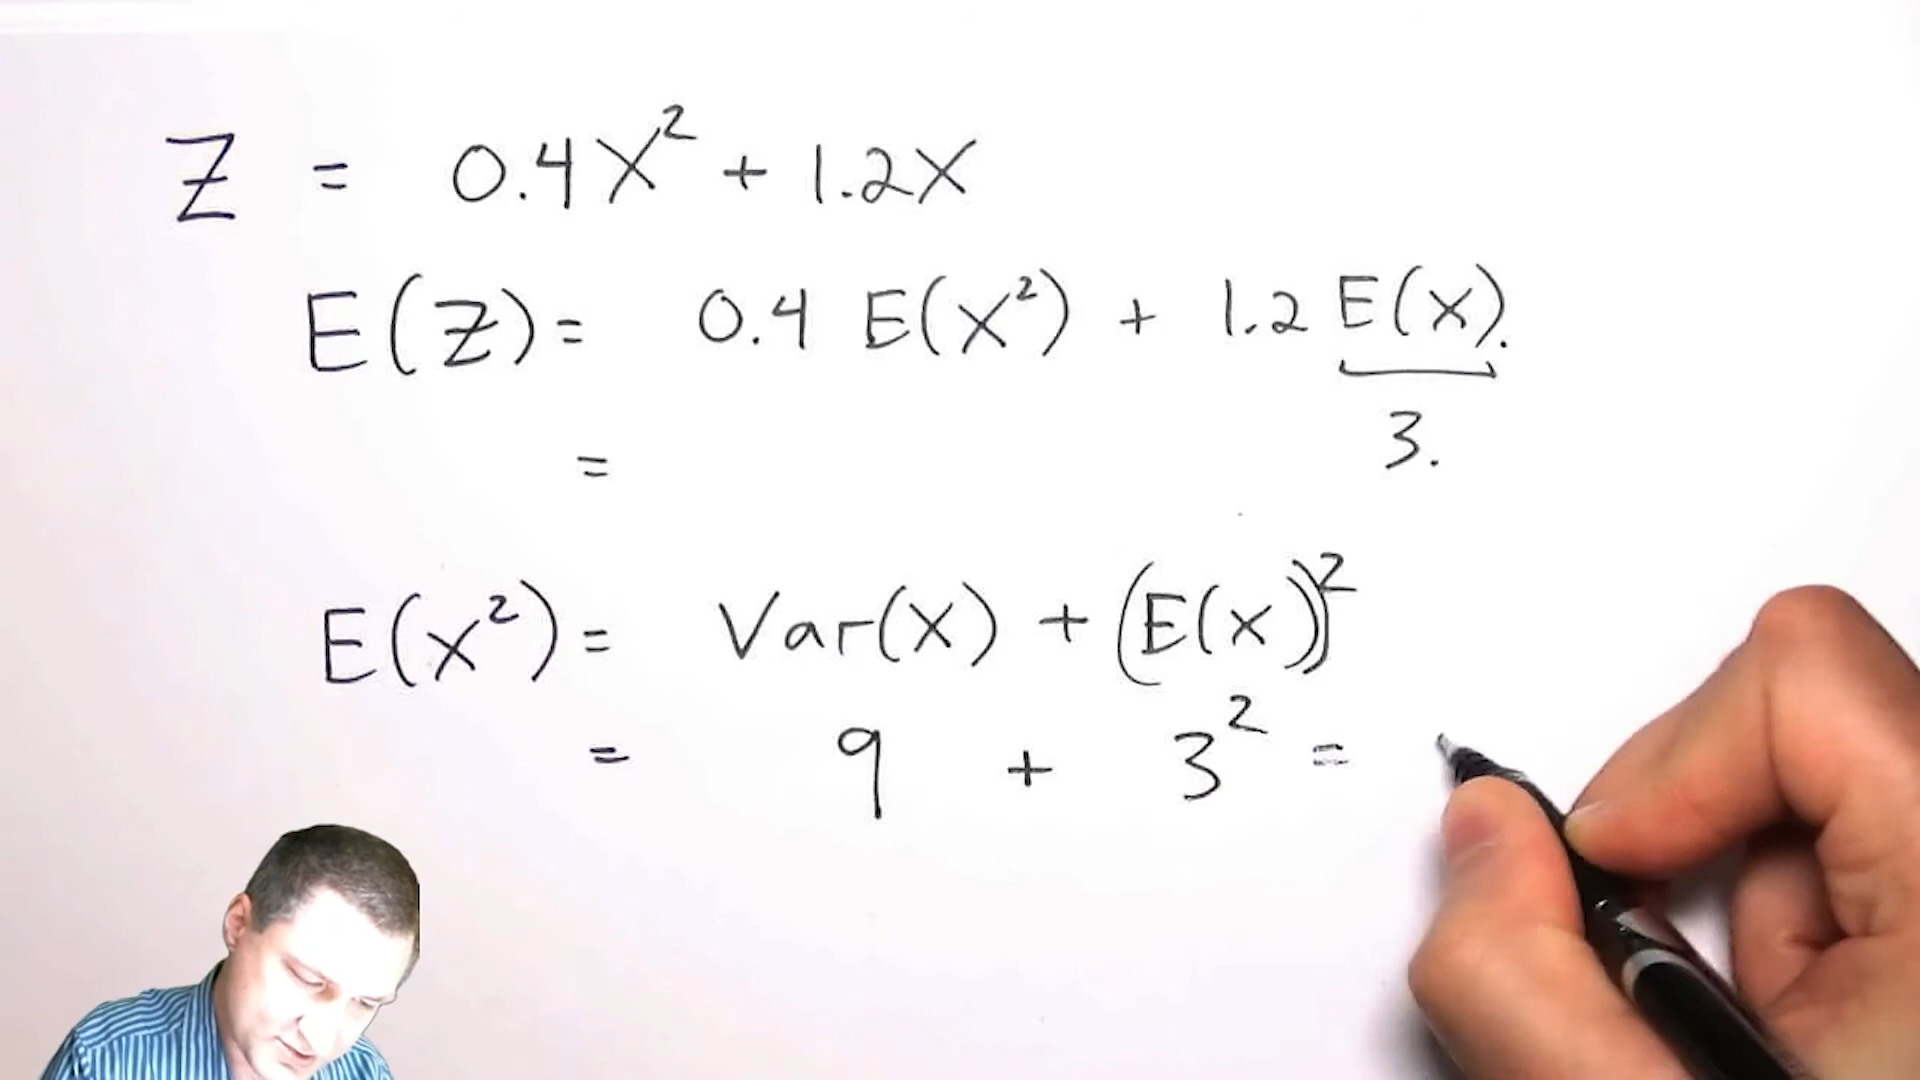 Z = 0.4X² + 1.2X
E(Z) = 0.4 E(X²) + 1.2 E(X).
= 3.
E(X²) = Var(X) + (E(X))²
= 9 + 3² =